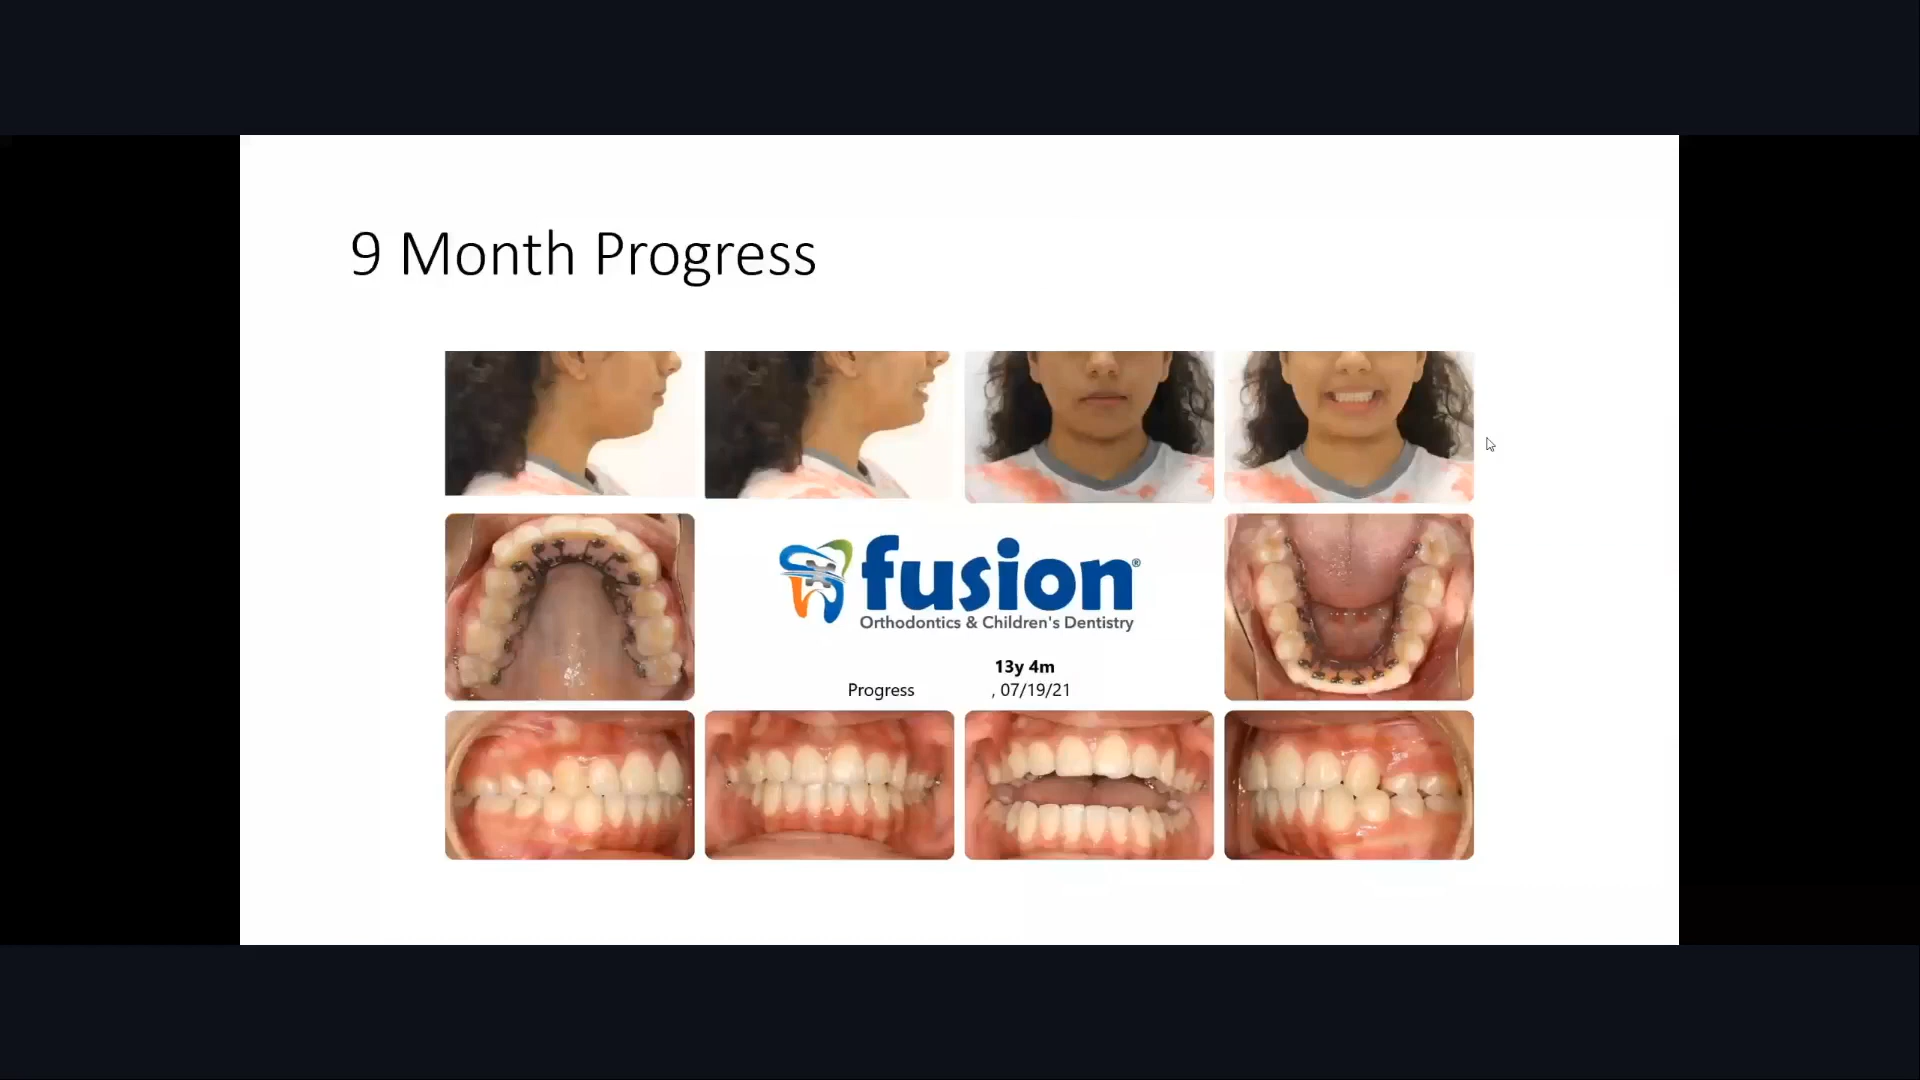 9 Month Progress
fusion®
Orthodontics & Children's Dentistry
13y 4m
Progress , 07/19/21